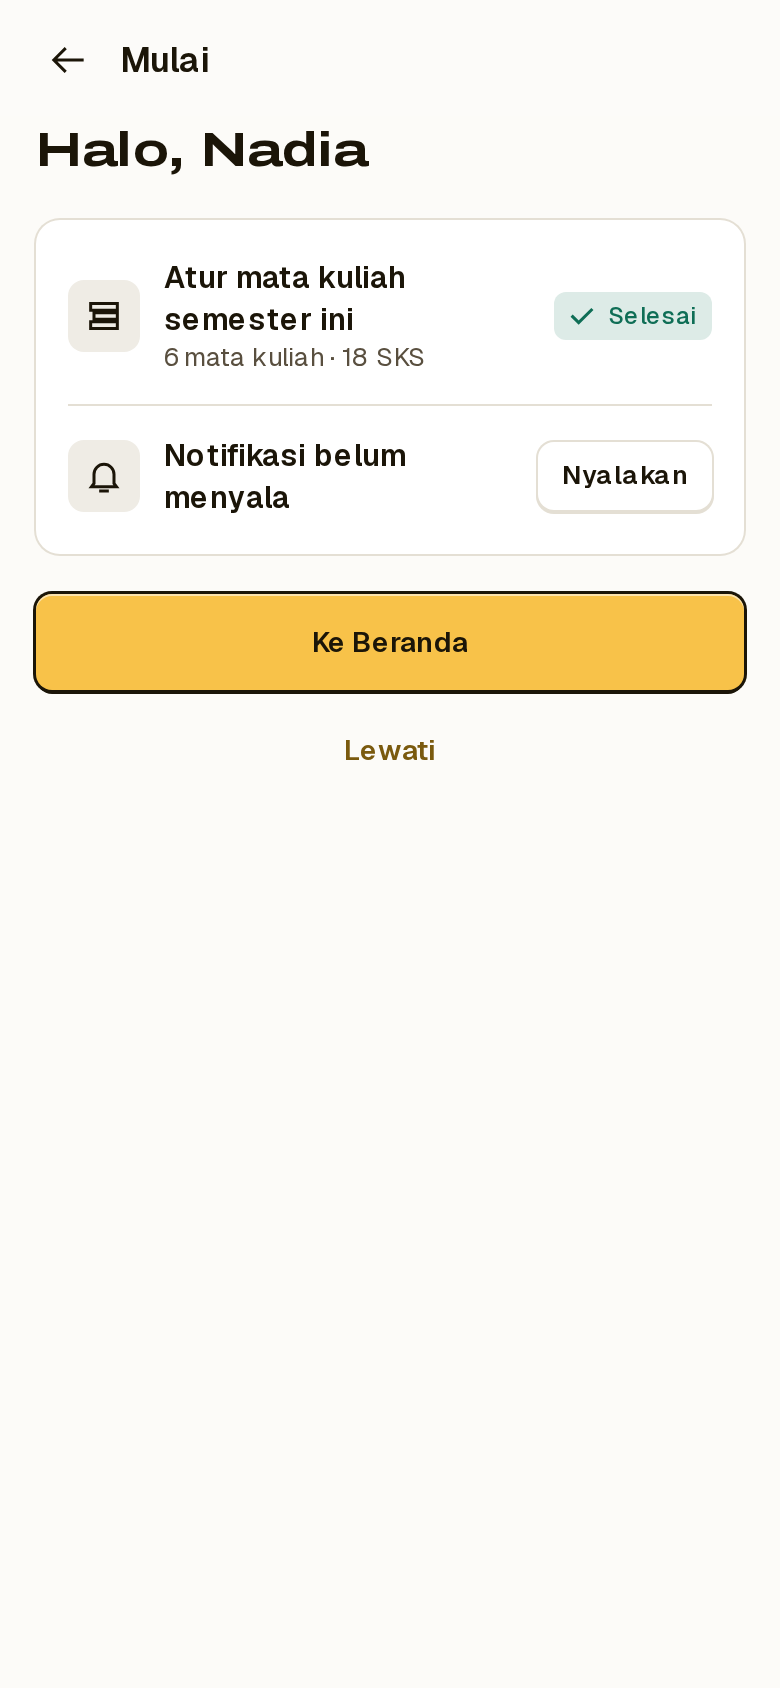 Mulai
Halo, Nadia
Atur mata kuliah
semester ini
6 mata kuliah · 18 SKS
Selesai
Notifikasi belum
menyala
Nyalakan
Ke Beranda
Lewati